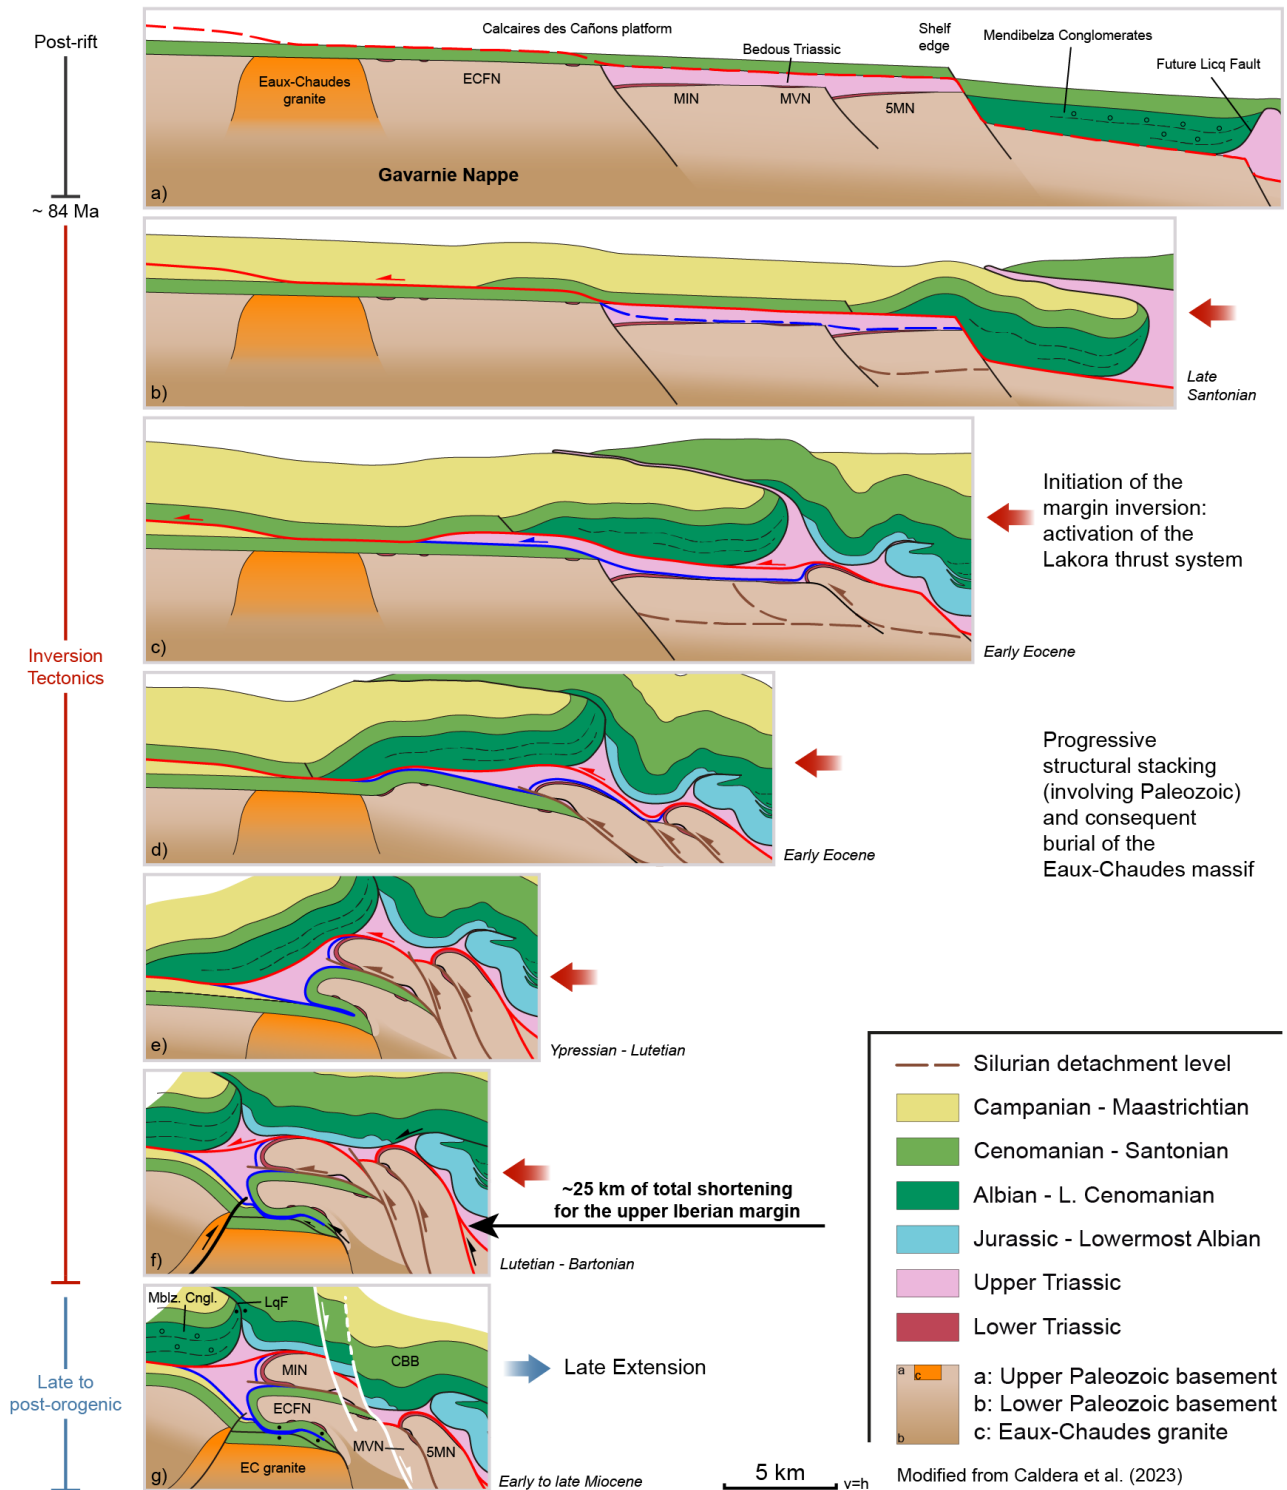 Post-rift
~ 84 Ma
Calcaires des Cañons platform
Shelf
edge
Mendibelza Conglomerates
Bedous Triassic
Future Licq Fault
Eaux-Chaudes
granite
ECFN
MIN
MVN
5MN
Gavarnie Nappe
a)
b)
Late
Santonian
c)
Early Eocene
Initiation of the
margin inversion:
activation of the
Lakora thrust system
Inversion
Tectonics
d)
Early Eocene
Progressive
structural stacking
(involving Paleozoic)
and consequent
burial of the
Eaux-Chaudes massif
e)
Ypressian - Lutetian
f)
~25 km of total shortening
for the upper Iberian margin
Lutetian - Bartonian
Mblz. Cngl.
LqF
MIN
CBB
ECFN
MVN
5MN
EC granite
g)
Early to late Miocene
Late Extension
Late to
post-orogenic
Silurian detachment level
Campanian - Maastrichtian
Cenomanian - Santonian
Albian - L. Cenomanian
Jurassic - Lowermost Albian
Upper Triassic
Lower Triassic
a
c
b
a: Upper Paleozoic basement
b: Lower Paleozoic basement
c: Eaux-Chaudes granite
5 km
v=h
Modified from Caldera et al. (2023)